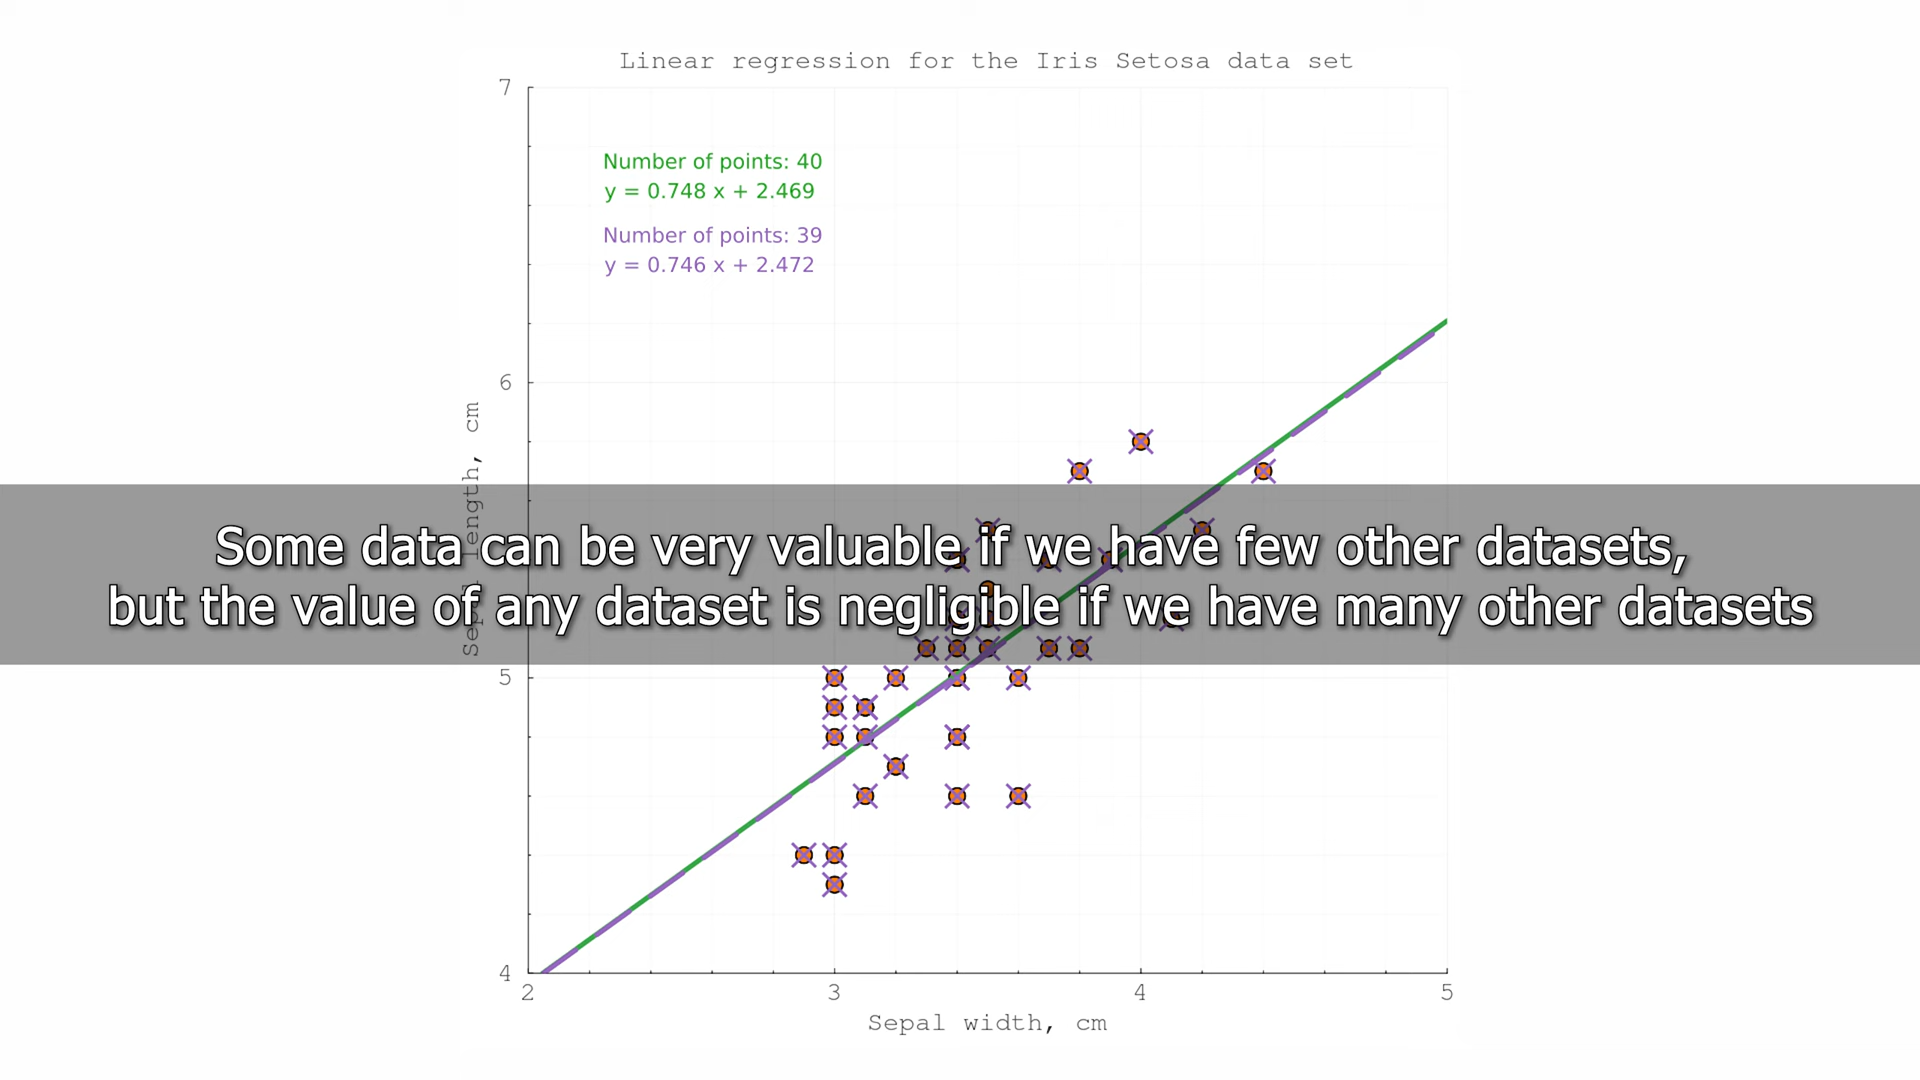 Linear regression for the Iris Setosa data set
7
Number of points: 40
y = 0.748 x + 2.469
Number of points: 39
y = 0.746 x + 2.472
6
Sepal length, cm
Some data can be very valuable if we have few other datasets,
but the value of any dataset is negligible if we have many other datasets
5
4
2 3 4 5
Sepal width, cm